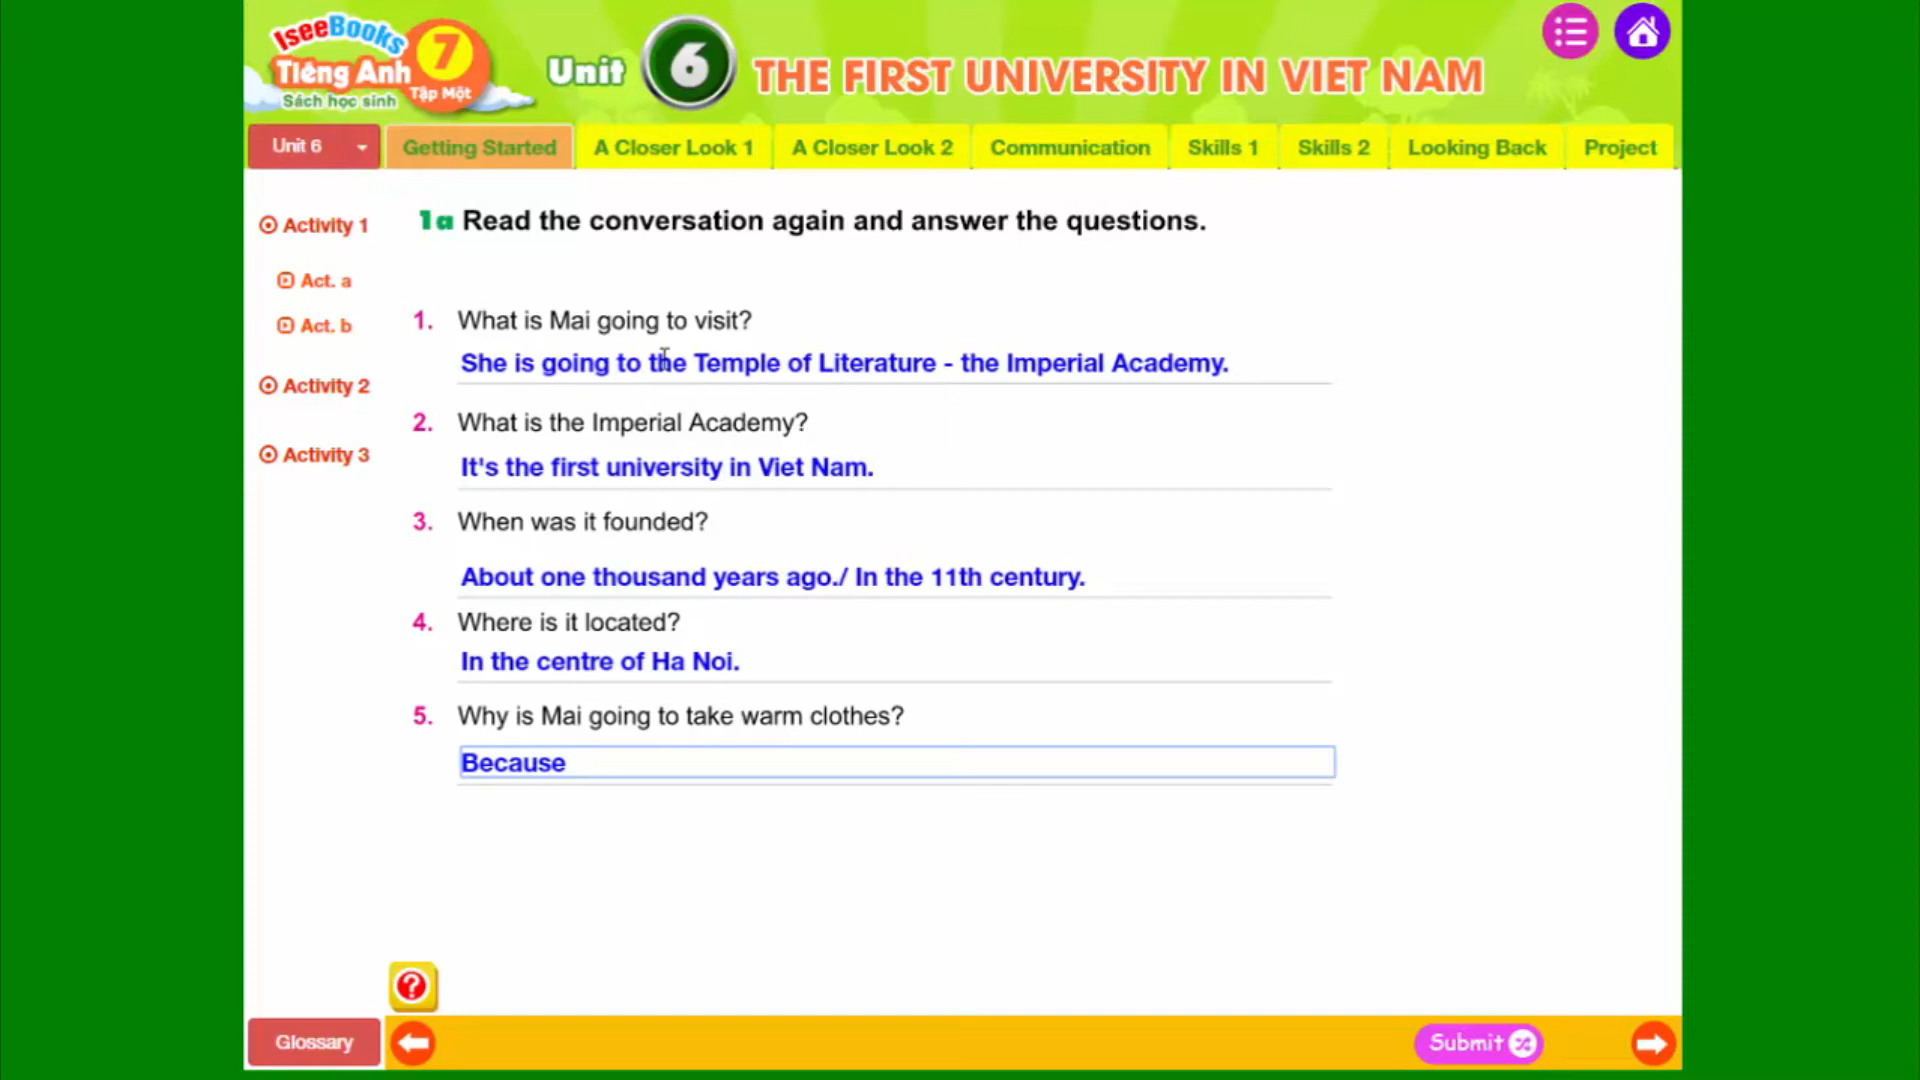 IseeBooks
Tiếng Anh 7
Tập Một
Sách học sinh
Unit 6 THE FIRST UNIVERSITY IN VIET NAM
Unit 6
Getting Started
A Closer Look 1
A Closer Look 2
Communication
Skills 1
Skills 2
Looking Back
Project
Activity 1
Act. a
Act. b
Activity 2
Activity 3
1a Read the conversation again and answer the questions.
1. What is Mai going to visit?
She is going to the Temple of Literature - the Imperial Academy.
2. What is the Imperial Academy?
It's the first university in Viet Nam.
3. When was it founded?
About one thousand years ago./ In the 11th century.
4. Where is it located?
In the centre of Ha Noi.
5. Why is Mai going to take warm clothes?
Because
?
Glossary
Submit